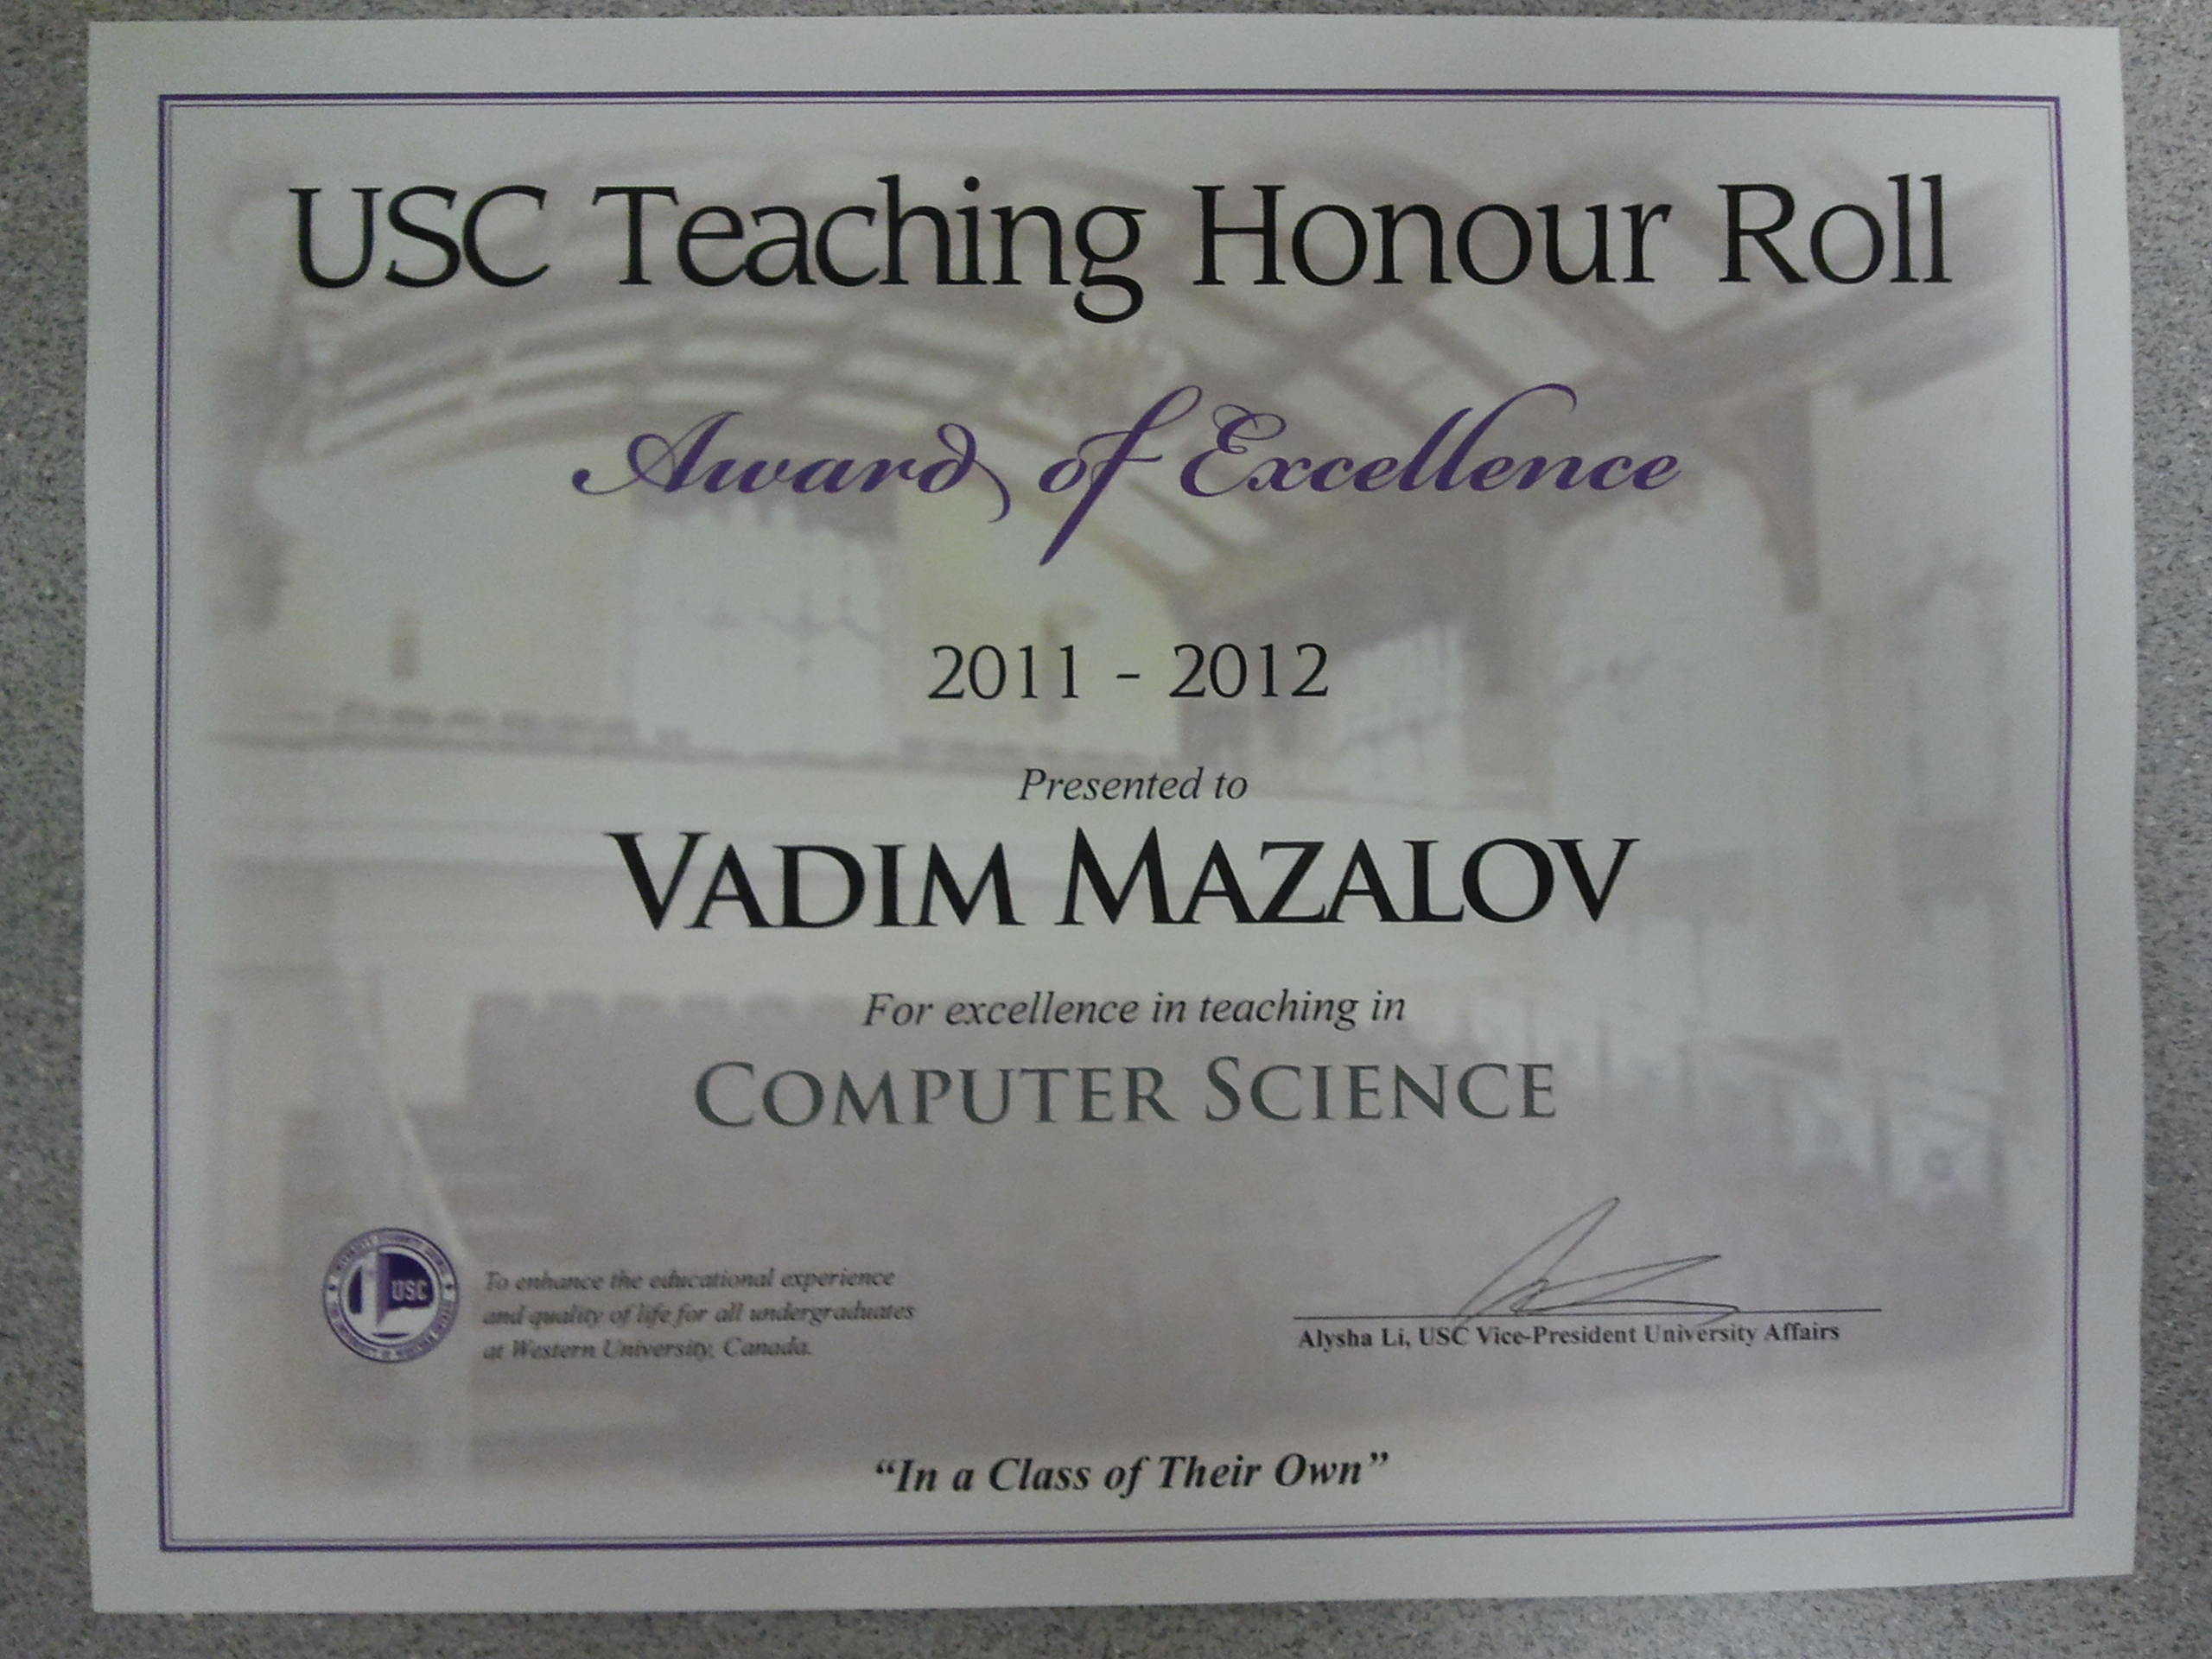 USC Teaching Honour Roll
Award of Excellence
2011 - 2012
Presented to
VADIM MAZALOV
For excellence in teaching in
COMPUTER SCIENCE
USC
To enhance the educational experience
and quality of life for all undergraduates
at Western University, Canada.
Alysha Li, USC Vice-President University Affairs
“In a Class of Their Own”